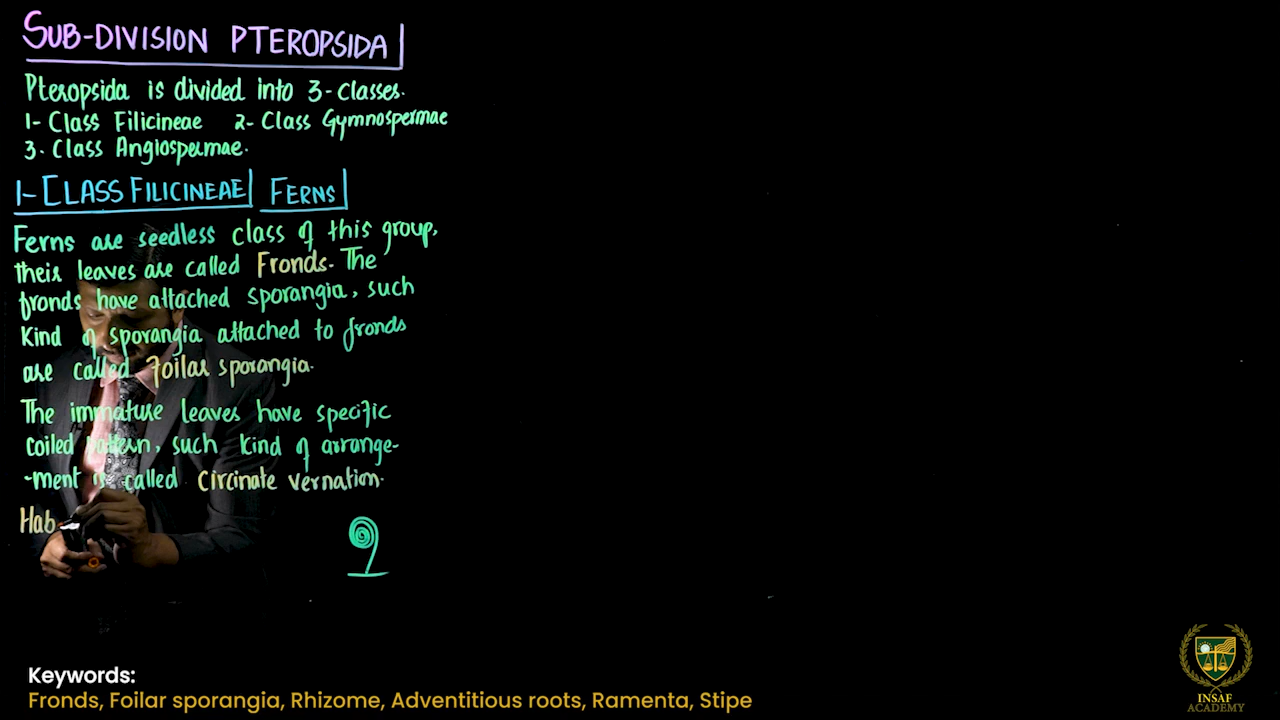 SUB-DIVISION PTEROPSIDA
Pteropsida is divided into 3-classes.
1- Class Filicineae 2- Class Gymnospermae
3. Class Angiospermae.
1- CLASS FILICINEAE FERNS
Ferns are seedless class of this group,
their leaves are called Fronds. The
fronds have attached sporangia, such
Kind of sporangia attached to fronds
are called Foilar sporangia.
The immature leaves have specific
coiled pattern, such kind of arrange-
-ment is called Circinate vernation.
Hab
Keywords:
Fronds, Foilar sporangia, Rhizome, Adventitious roots, Ramenta, Stipe
INSAF
ACADEMY